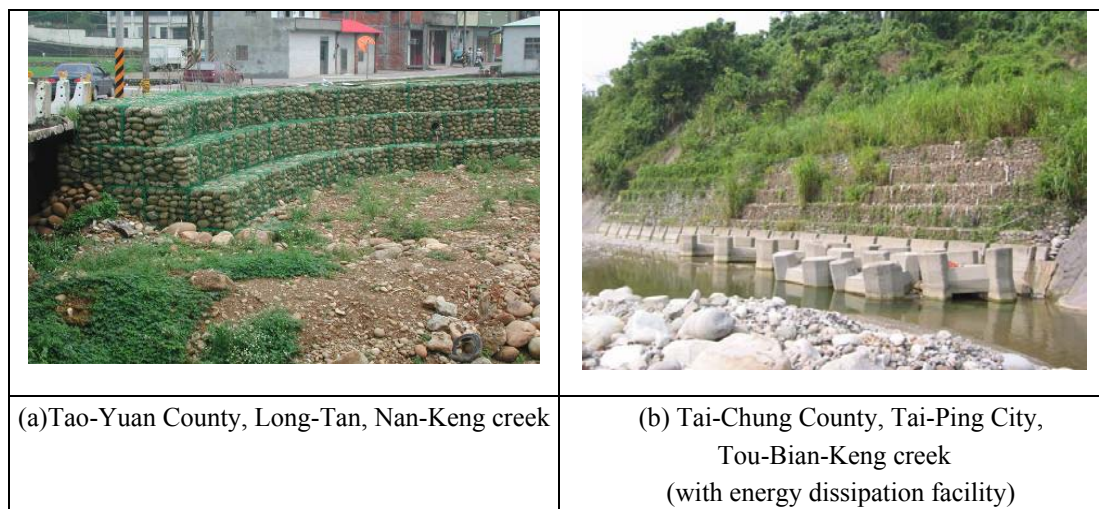 (a)Tao-Yuan County, Long-Tan, Nan-Keng creek
(b) Tai-Chung County, Tai-Ping City,
Tou-Bian-Keng creek
(with energy dissipation facility)